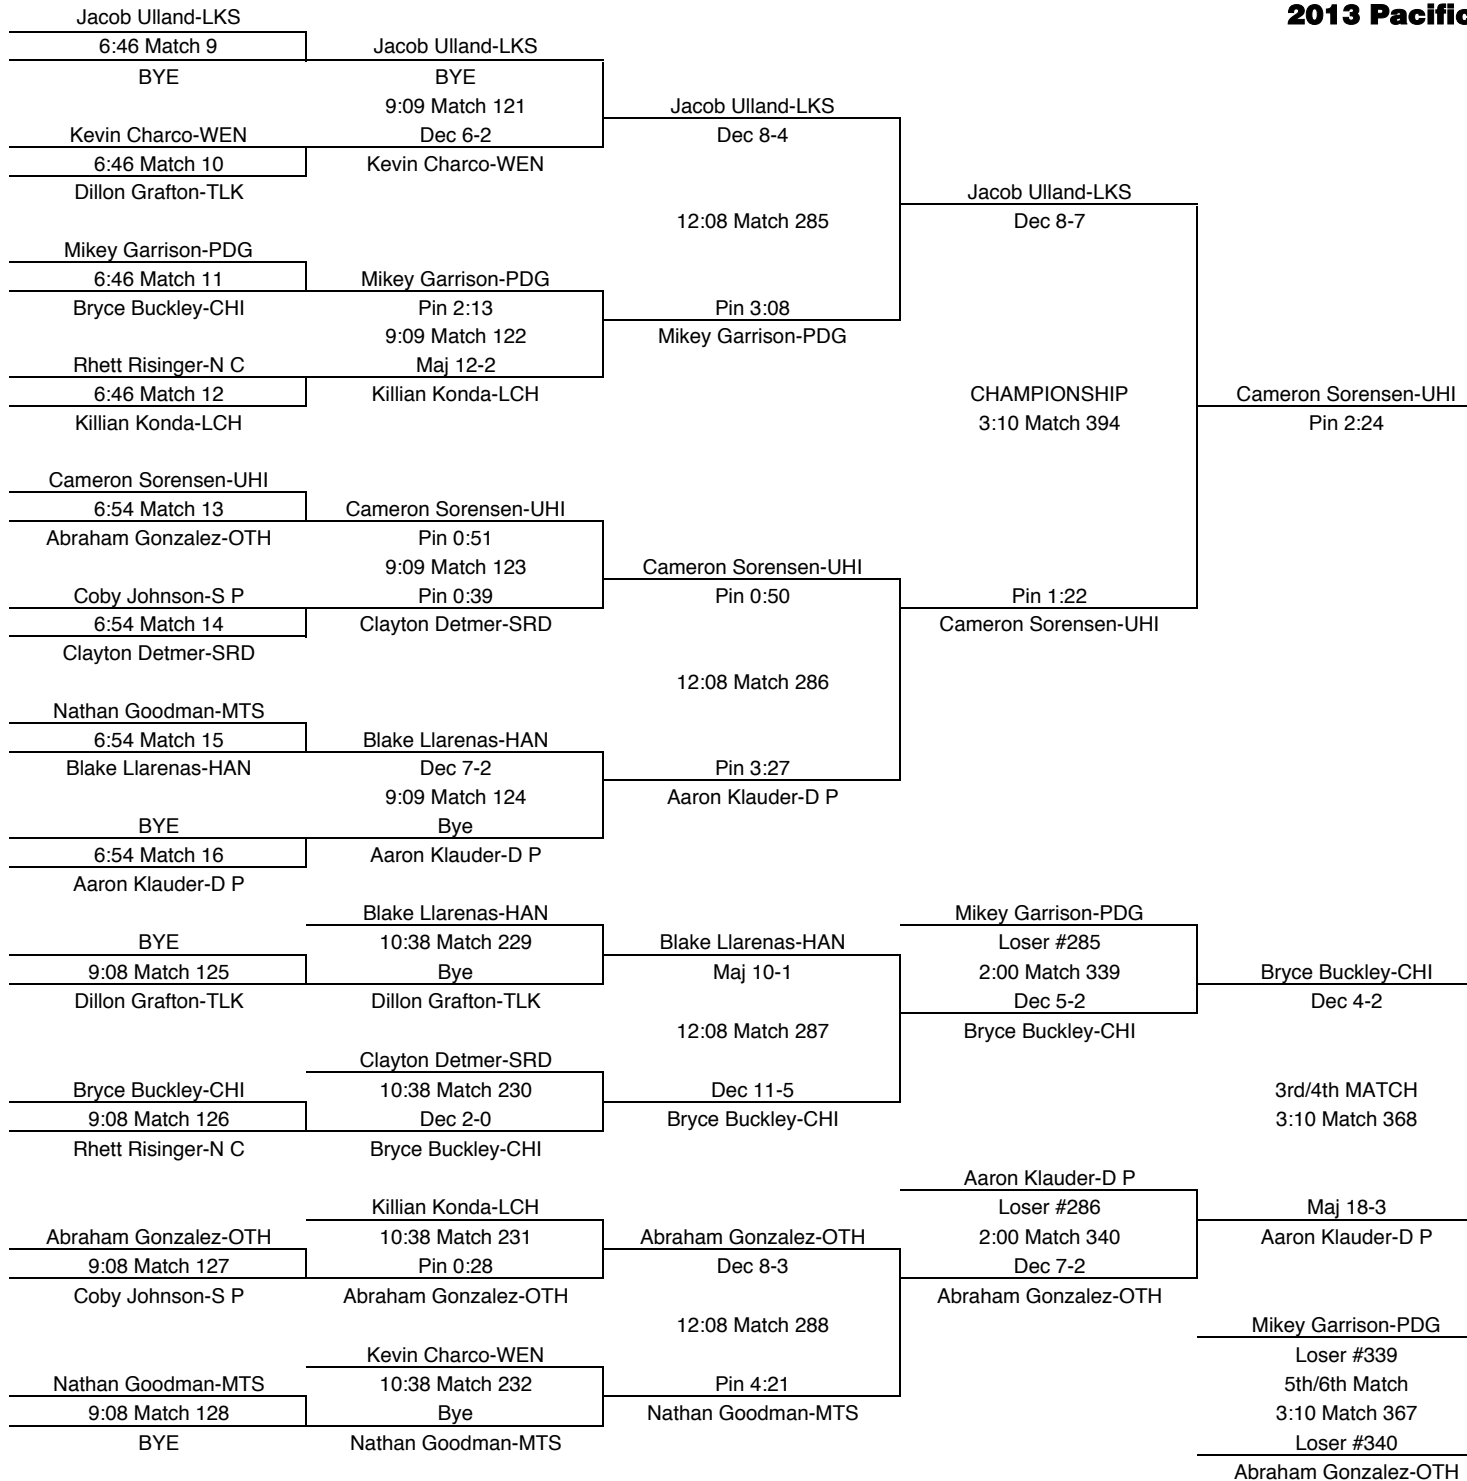 2013 Pacific
Jacob Ulland-LKS
6:46 Match 9
BYE
Kevin Charco-WEN
6:46 Match 10
Dillon Grafton-TLK
Mikey Garrison-PDG
6:46 Match 11
Bryce Buckley-CHI
Rhett Risinger-N C
6:46 Match 12
Killian Konda-LCH
Cameron Sorensen-UHI
6:54 Match 13
Abraham Gonzalez-OTH
Coby Johnson-S P
6:54 Match 14
Clayton Detmer-SRD
Nathan Goodman-MTS
6:54 Match 15
Blake Llarenas-HAN
BYE
6:54 Match 16
Aaron Klauder-D P
Jacob Ulland-LKS
BYE
9:09 Match 121
Dec 6-2
Kevin Charco-WEN
Mikey Garrison-PDG
Pin 2:13
9:09 Match 122
Maj 12-2
Killian Konda-LCH
Cameron Sorensen-UHI
Pin 0:51
9:09 Match 123
Pin 0:39
Clayton Detmer-SRD
Blake Llarenas-HAN
Dec 7-2
9:09 Match 124
Bye
Aaron Klauder-D P
Jacob Ulland-LKS
Dec 8-4
12:08 Match 285
Pin 3:08
Mikey Garrison-PDG
Cameron Sorensen-UHI
Pin 0:50
12:08 Match 286
Pin 3:27
Aaron Klauder-D P
Jacob Ulland-LKS
Dec 8-7
CHAMPIONSHIP
3:10 Match 394
Pin 1:22
Cameron Sorensen-UHI
Cameron Sorensen-UHI
Pin 2:24
BYE
9:08 Match 125
Dillon Grafton-TLK
Bryce Buckley-CHI
9:08 Match 126
Rhett Risinger-N C
Abraham Gonzalez-OTH
9:08 Match 127
Coby Johnson-S P
Nathan Goodman-MTS
9:08 Match 128
BYE
Blake Llarenas-HAN
10:38 Match 229
Bye
Dillon Grafton-TLK
Clayton Detmer-SRD
10:38 Match 230
Dec 2-0
Bryce Buckley-CHI
Killian Konda-LCH
10:38 Match 231
Pin 0:28
Abraham Gonzalez-OTH
Kevin Charco-WEN
10:38 Match 232
Bye
Nathan Goodman-MTS
Blake Llarenas-HAN
Maj 10-1
12:08 Match 287
Dec 11-5
Bryce Buckley-CHI
Abraham Gonzalez-OTH
Dec 8-3
12:08 Match 288
Pin 4:21
Nathan Goodman-MTS
Mikey Garrison-PDG
Loser #285
2:00 Match 339
Dec 5-2
Bryce Buckley-CHI
Aaron Klauder-D P
Loser #286
2:00 Match 340
Dec 7-2
Abraham Gonzalez-OTH
Bryce Buckley-CHI
Dec 4-2
3rd/4th MATCH
3:10 Match 368
Maj 18-3
Aaron Klauder-D P
Mikey Garrison-PDG
Loser #339
5th/6th Match
3:10 Match 367
Loser #340
Abraham Gonzalez-OTH